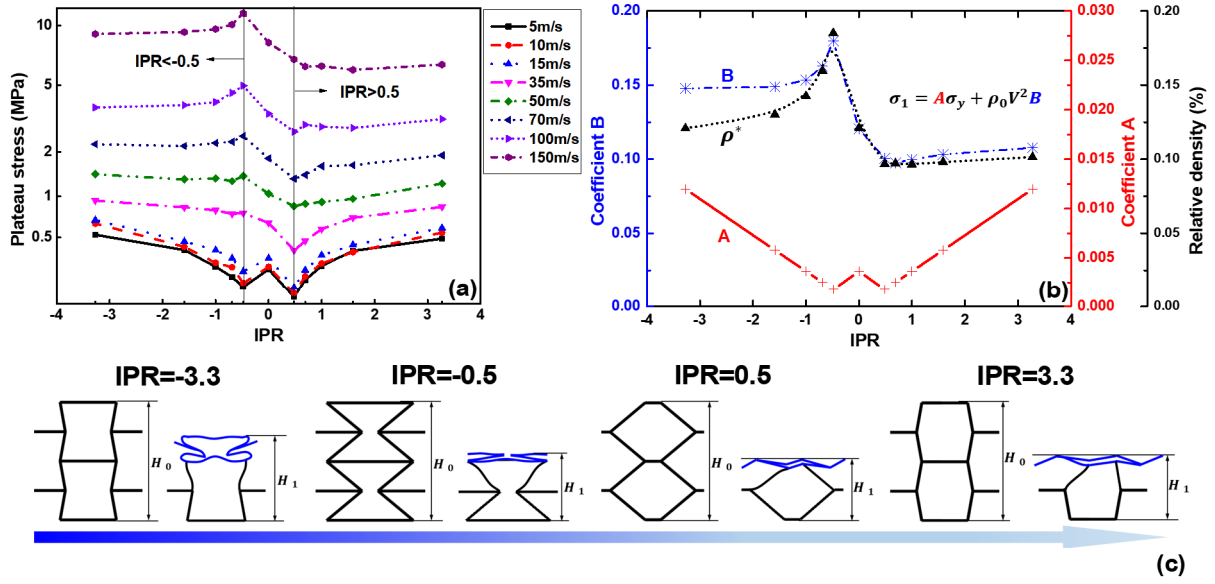 10
5
2
1
0.5
Plateau stress (MPa)
-4 -3 -2 -1 0 1 2 3 4
IPR
IPR<-0.5
IPR>0.5
(a)
5m/s
10m/s
15m/s
35m/s
50m/s
70m/s
100m/s
150m/s
0.20
0.15
0.10
0.05
0.00
Coefficient B
B
ρ*
A
σ₁ = Aσy + ρ₀V²B
-4 -3 -2 -1 0 1 2 3 4
IPR
(b)
0.030
0.025
0.020
0.015
0.010
0.005
0.000
Coefficient A
0.20
0.15
0.10
0.05
0.00
Relative density (%)
IPR=-3.3 IPR=-0.5 IPR=0.5 IPR=3.3
H₀ H₁ H₀ H₁ H₀ H₁ H₀ H₁
(c)